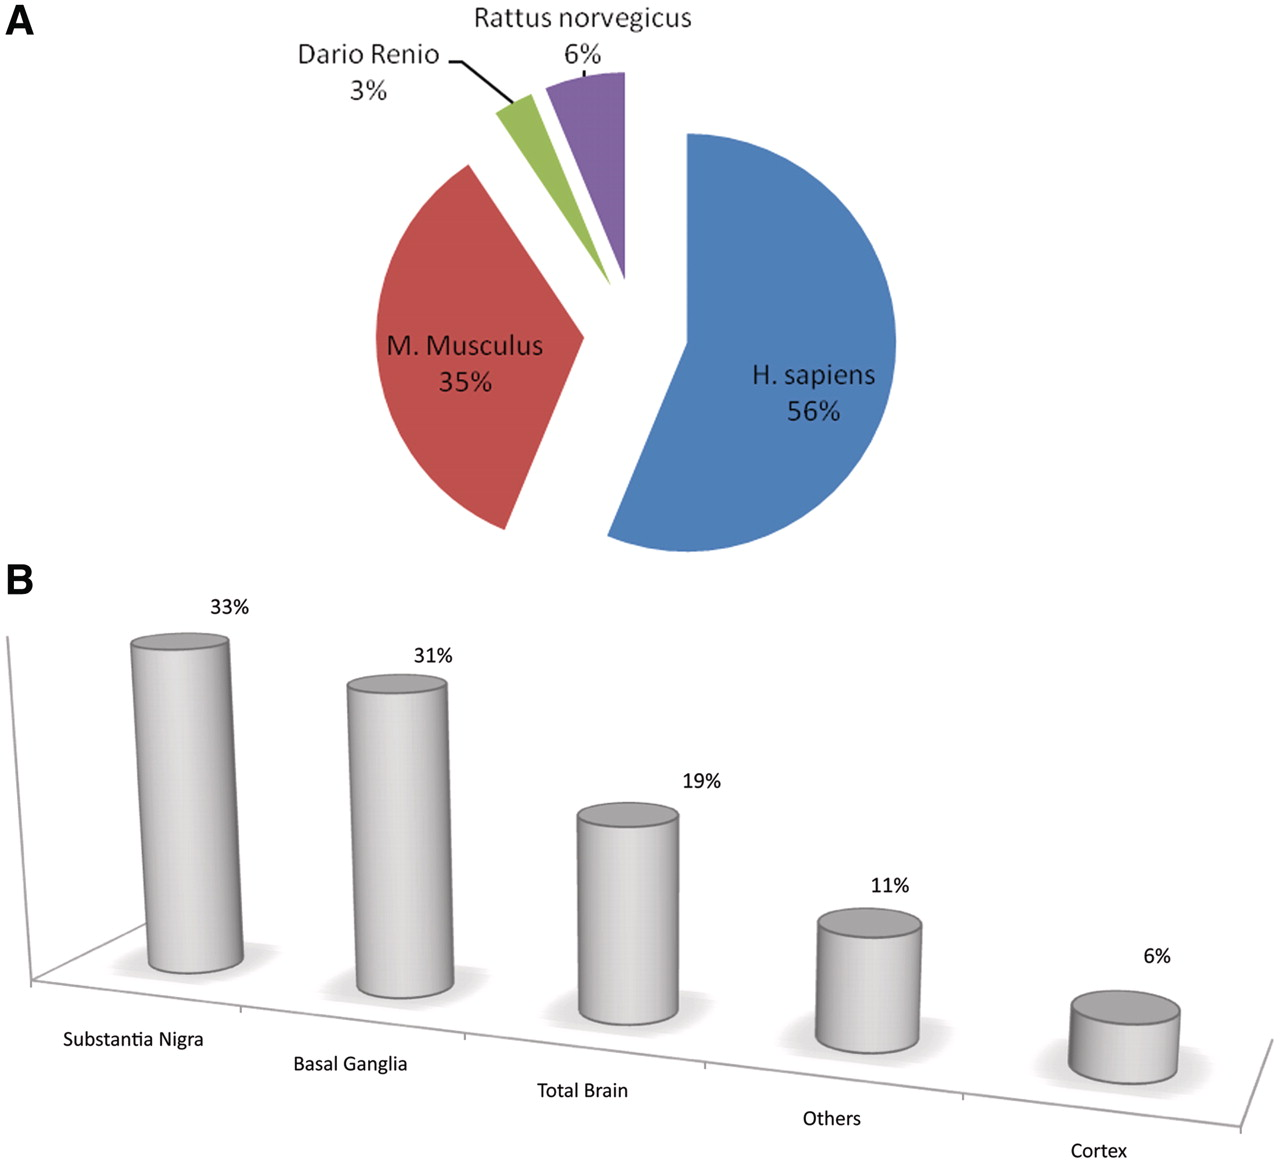 A
Rattus norvegicus
6%
Dario Renio
3%
M. Musculus
35%
H. sapiens
56%
B
33%
31%
19%
11%
6%
Substantia Nigra
Basal Ganglia
Total Brain
Others
Cortex